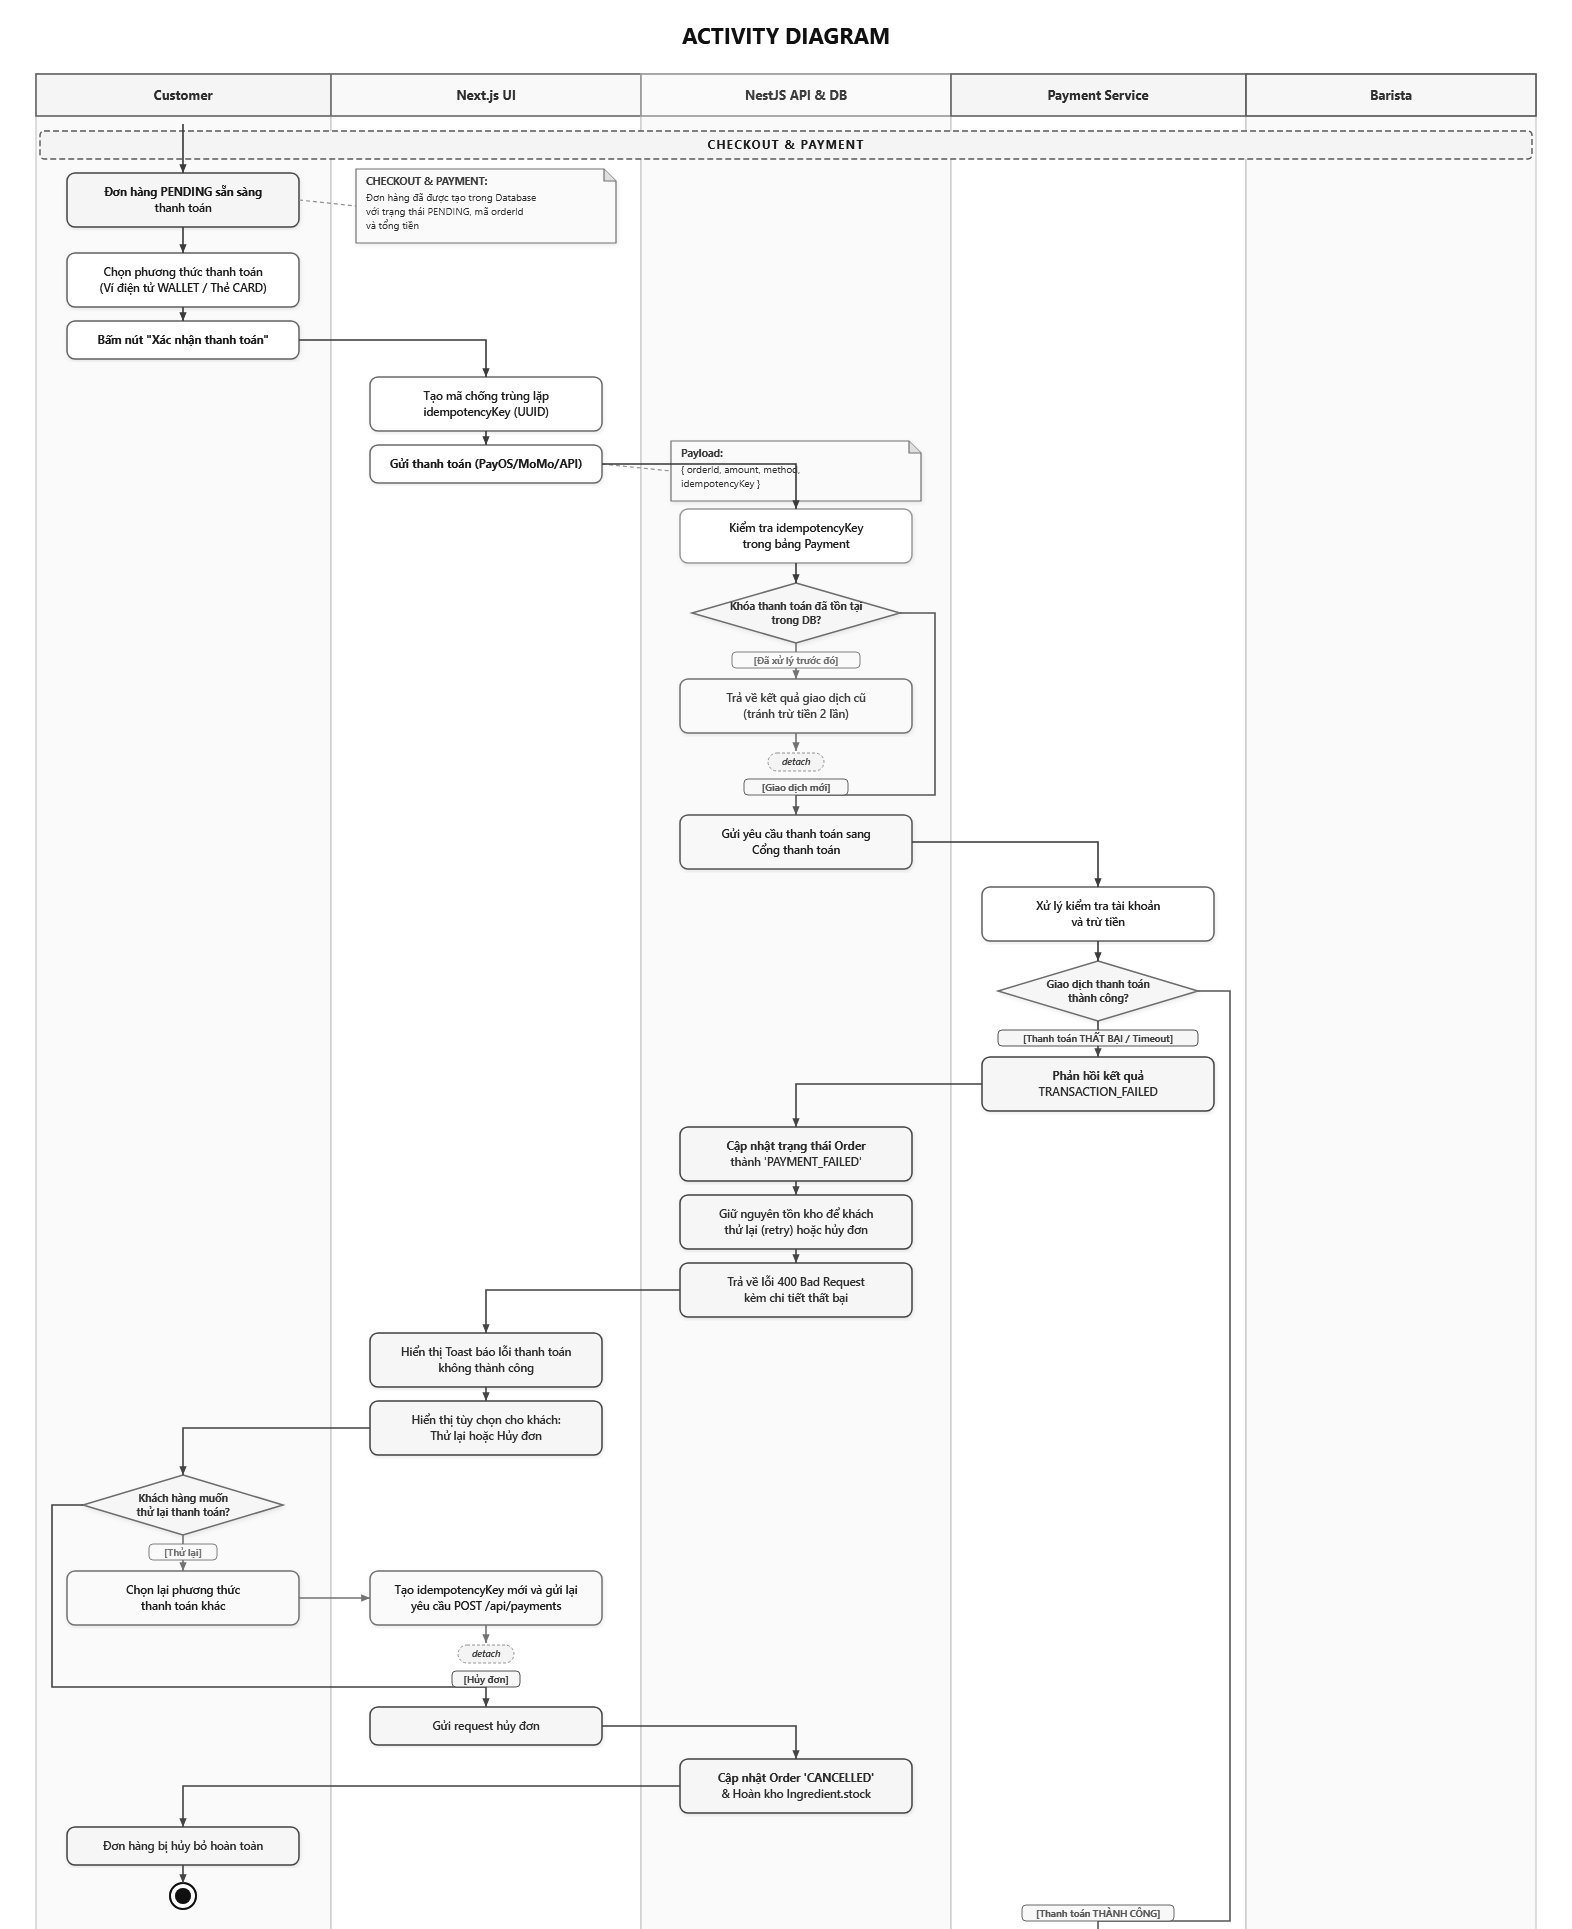 ACTIVITY DIAGRAM
Customer
Next.js UI
NestJS API & DB
Payment Service
Barista
CHECKOUT & PAYMENT
Đơn hàng PENDING sẵn sàng
thanh toán
CHECKOUT & PAYMENT:
Đơn hàng đã được tạo trong Database
với trạng thái PENDING, mã orderId
và tổng tiền
Chọn phương thức thanh toán
(Ví điện tử WALLET / Thẻ CARD)
Bấm nút "Xác nhận thanh toán"
Tạo mã chống trùng lặp
idempotencyKey (UUID)
Gửi thanh toán (PayOS/MoMo/API)
Payload:
{ orderId, amount, method,
idempotencyKey }
Kiểm tra idempotencyKey
trong bảng Payment
Khóa thanh toán đã tồn tại
trong DB?
[Đã xử lý trước đó]
Trả về kết quả giao dịch cũ
(tránh trừ tiền 2 lần)
detach
[Giao dịch mới]
Gửi yêu cầu thanh toán sang
Cổng thanh toán
Xử lý kiểm tra tài khoản
và trừ tiền
Giao dịch thanh toán
thành công?
[Thanh toán THẤT BẠI / Timeout]
Phản hồi kết quả
TRANSACTION_FAILED
Cập nhật trạng thái Order
thành 'PAYMENT_FAILED'
Giữ nguyên tồn kho để khách
thử lại (retry) hoặc hủy đơn
Trả về lỗi 400 Bad Request
kèm chi tiết thất bại
Hiển thị Toast báo lỗi thanh toán
không thành công
Hiển thị tùy chọn cho khách:
Thử lại hoặc Hủy đơn
Khách hàng muốn
thử lại thanh toán?
[Thử lại]
Chọn lại phương thức
thanh toán khác
Tạo idempotencyKey mới và gửi lại
yêu cầu POST /api/payments
detach
[Hủy đơn]
Gửi request hủy đơn
Cập nhật Order 'CANCELLED'
& Hoàn kho Ingredient.stock
Đơn hàng bị hủy bỏ hoàn toàn
[Thanh toán THÀNH CÔNG]